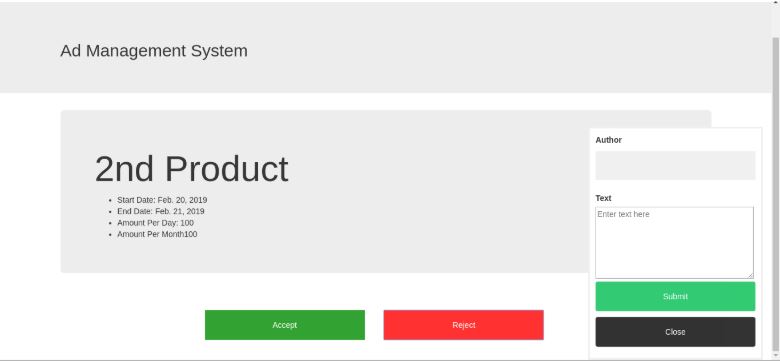 Ad Management System
2nd Product
Start Date: Feb. 20, 2019
End Date: Feb. 21, 2019
Amount Per Day: 100
Amount Per Month100
Accept
Reject
Author
Text
Enter text here
Submit
Close